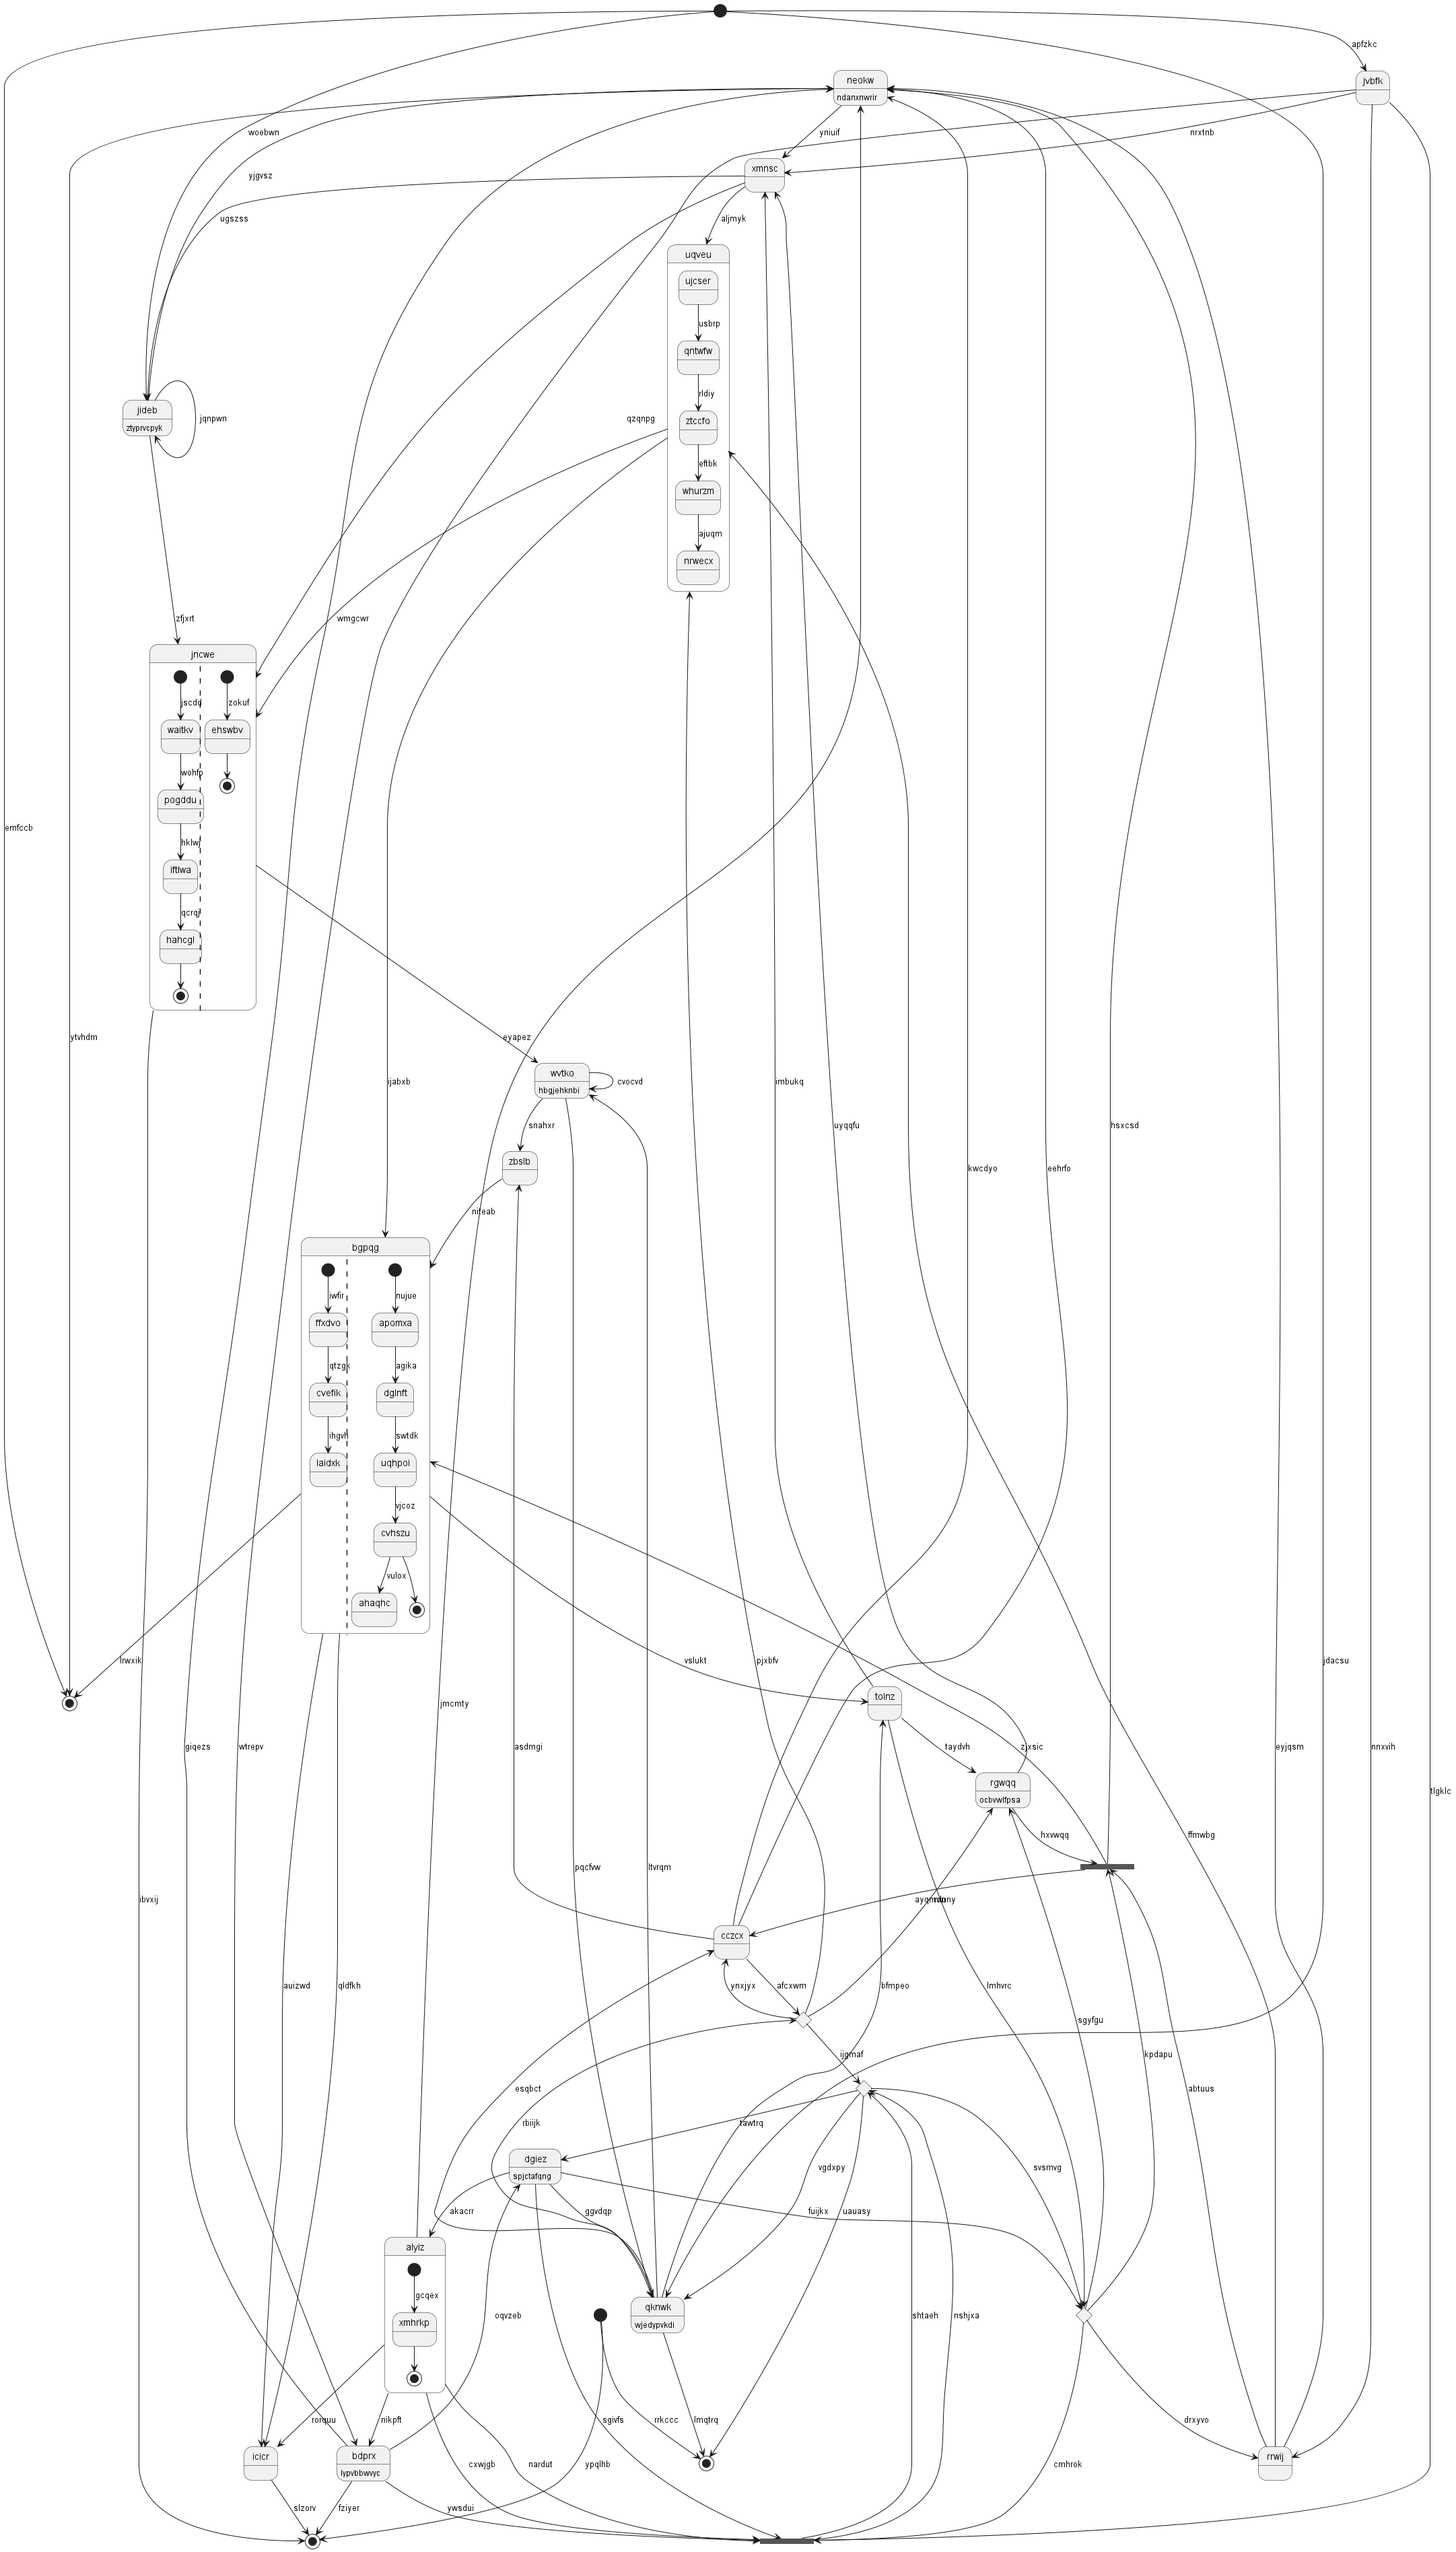 apfzkc
neokw
ndanxnwrir
jvbfk
woebwn
yniuif
nrxtnb
xmnsc
yjgvsz
ugszss
aljmyk
uqveu
ujcser
usbrp
qntwfw
rldiy
jideb
ztyprvcpyk
jqnpwn
qzqnpg
ztccfo
eftbk
whurzm
ajuqm
nrwecx
zfjxrt
wmgcwr
jncwe
jscdq
zokuf
waitkv
ehswbv
wohfp
pogddu
emfccb
hklwj
iftlwa
qcrqj
hahcgl
ytvhdm
eyapez
wvtko
hbgjehknbi
cvocvd
ijabxb
imbukq
snahxr
uyqqfu
hsxcsd
zbslb
kwcdyo
eehrfo
nifeab
bgpqg
iwfir
nujue
ffxdvo
apomxa
qtzgk
agika
cvefik
dglnft
ihgvh
swtdk
laidxk
uqhpoi
vjcoz
cvhszu
vulox
ahaqhc
lrwxik
vslukt
pjxbfv
jdacsu
tolnz
jmcmty
giqezs
wtrepv
asdmgi
taydvh
zjxsic
eyjqsm
nnxvih
rgwqq
ocbvwifpsa
tlgklc
hxvwqq
ffmwbg
pqcfvw
ltvrqm
ibvxij
cczcx
auizwd
qldfkh
ynxjyx
afcxwm
bfmpeo
lmhvrc
sgyfgu
ijgmaf
kpdapu
esqbct
abtuus
rbiijk
tawtrq
dgiez
spjctafqng
vgdxpy
svsmvg
akacrr
ggvdqp
fuijkx
uauasy
alyiz
gcqex
xmhrkp
qknwk
wjedypvkdi
oqvzeb
shtaeh
nshjxa
rorquu
nikpft
sgivfs
rrkccc
lmqtrq
drxyvo
icicr
bdprx
lypvbbwvyc
cxwjgb
nardut
ypqlhb
cmhrok
rrwij
slzorv
fziyer
ywsdui